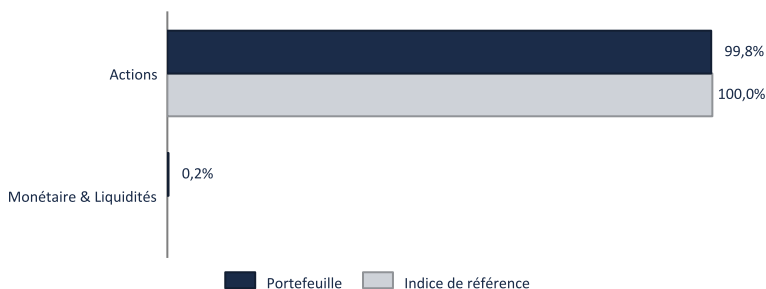 99,8%
Actions
100,0%
0,2%
Monétaire & Liquidités
Portefeuille
Indice de référence